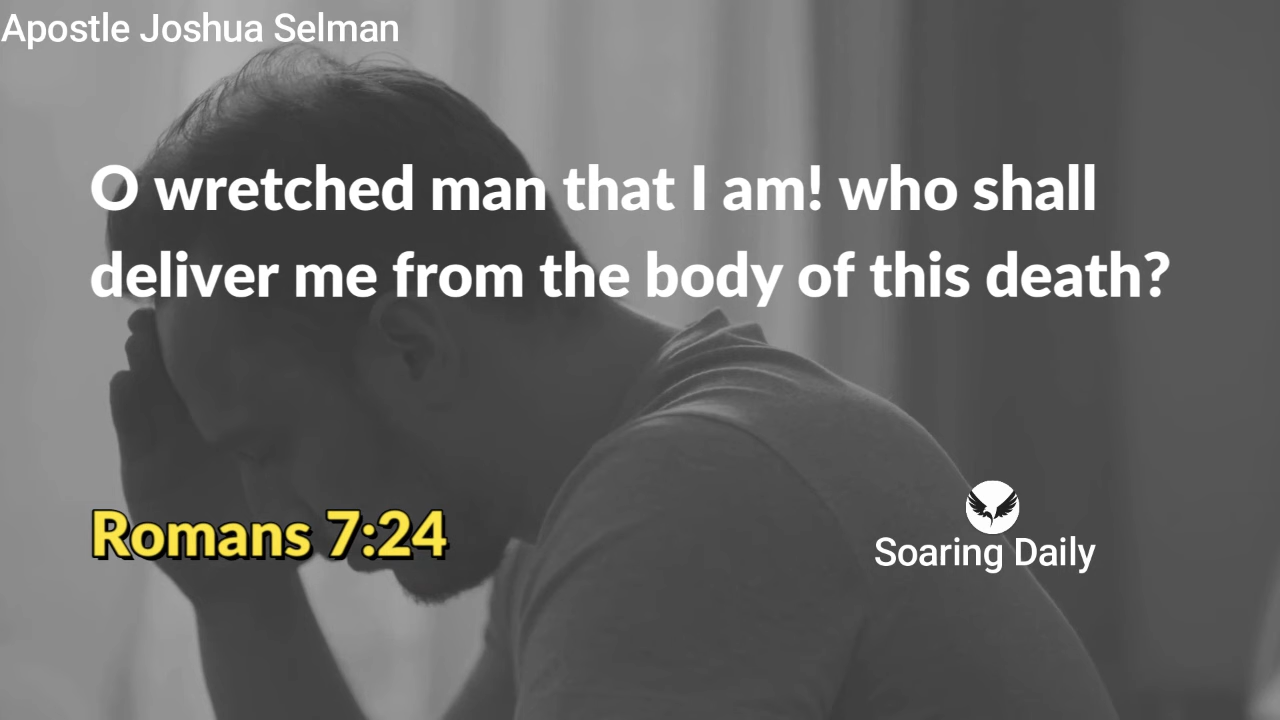 Apostle Joshua Selman
O wretched man that I am! who shall
deliver me from the body of this death?
Romans 7:24
Soaring Daily